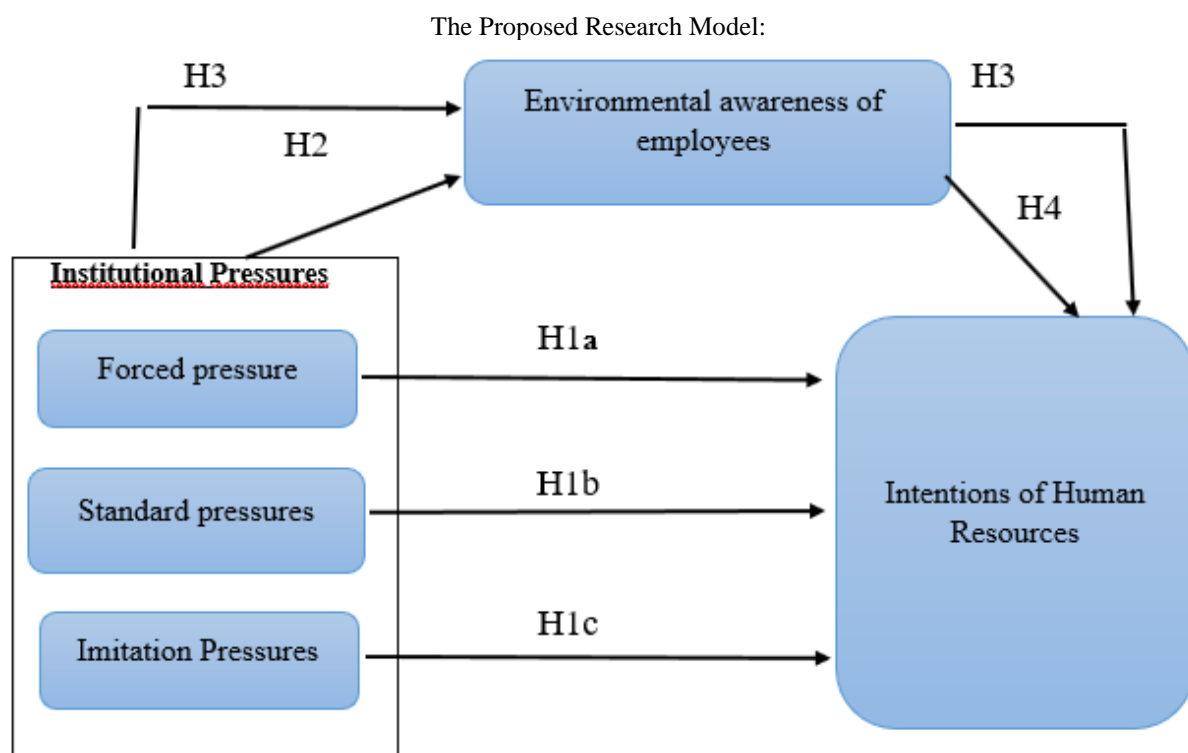 The Proposed Research Model:
H3
H3
Environmental awareness of
employees
H2
H4
Institutional Pressures
Forced pressure
H1a
Standard pressures
H1b
Intentions of Human
Resources
Imitation Pressures
H1c